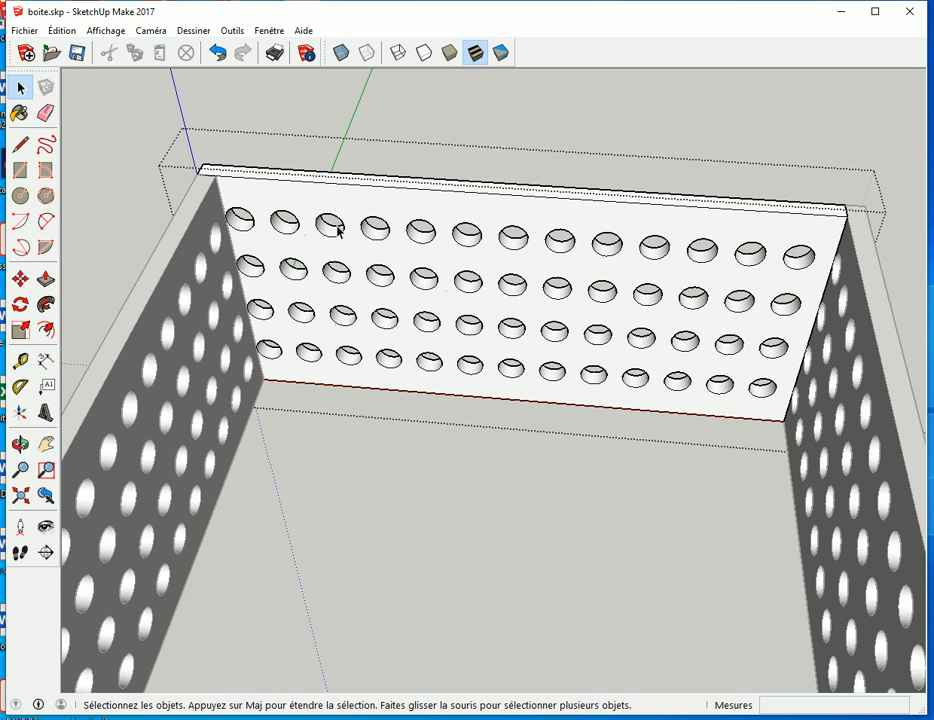 boite.skp - SketchUp Make 2017
Fichier Édition Affichage Caméra Dessiner Outils Fenêtre Aide
A1
Sélectionnez les objets. Appuyez sur Maj pour étendre la sélection. Faites glisser la souris pour sélectionner plusieurs objets. Mesures